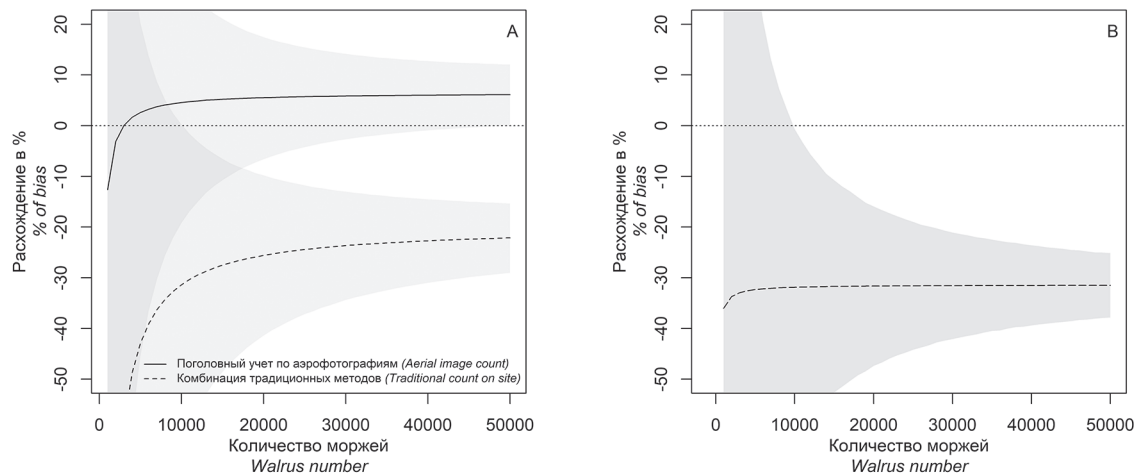 A
20
10
0
-10
-20
-30
-40
-50
Расхождение в %
% of bias
Поголовный учет по аэрофотографиям (Aerial image count)
Комбинация традиционных методов (Traditional count on site)
0 10000 20000 30000 40000 50000
Количество моржей
Walrus number
B
20
10
0
-10
-20
-30
-40
-50
Расхождение в %
% of bias
0 10000 20000 30000 40000 50000
Количество моржей
Walrus number